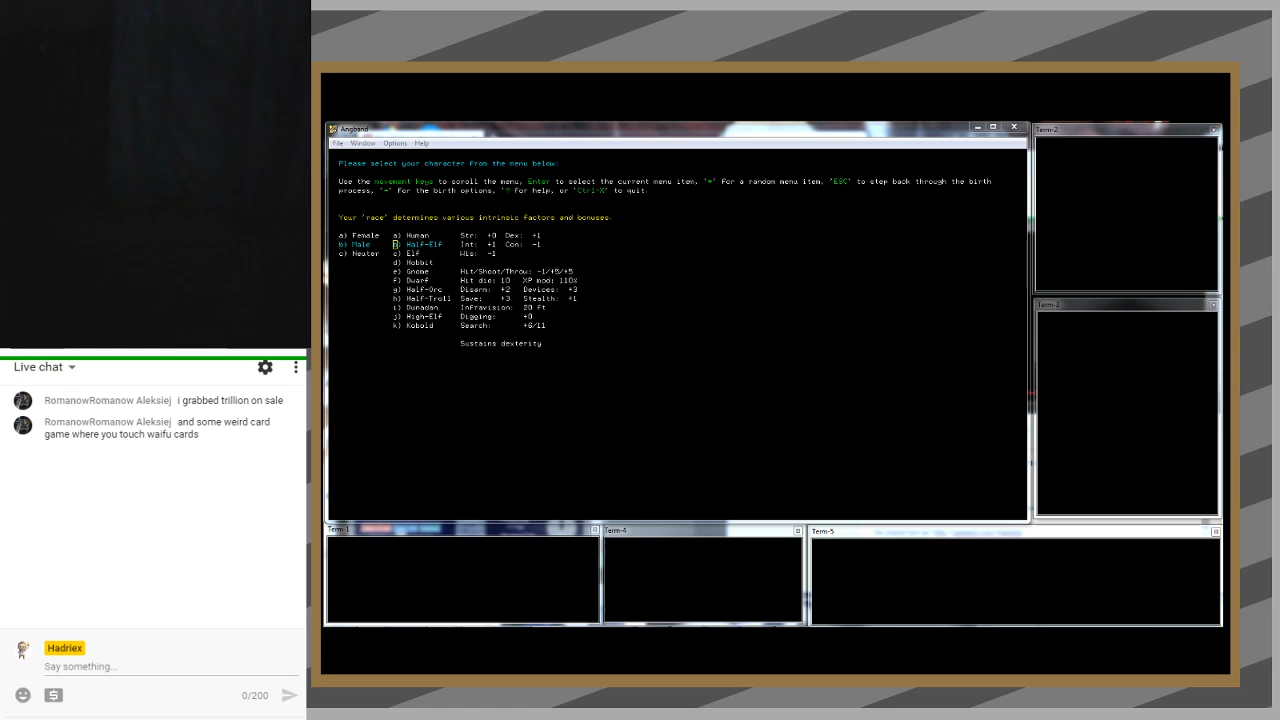 Live chat
RomanowRomanow Aleksiej i grabbed trillion on sale
RomanowRomanow Aleksiej and some weird card
game where you touch waifu cards
Hadriex
Say something...
0/200
Angband
File Window Options Help
Please select your character from the menu below:
Use the movement keys to scroll the menu, Enter to select the current menu item, '*' for a random menu item, 'ESC' to step back through the birth
process, '=' for the birth options, '?' for help, or 'Ctrl-X' to quit.
Your 'race' determines various intrinsic factors and bonuses.
a) Female a) Human Str: +0 Dex: +1
b) Male b) Half-Elf Int: +1 Con: -1
c) Neuter c) Elf Wis: -1
d) Hobbit
e) Gnome Hit/Shoot/Throw: -1/+5/+5
f) Dwarf Hit die: 10 XP mod: 110%
g) Half-Orc Disarm: +2 Devices: +3
h) Half-Troll Save: +3 Stealth: +1
i) Dunadan Infravision: 20 ft
j) High-Elf Digging: +0
k) Kobold Search: +6/11
Sustains dexterity
Term-2
Term-3
Term-1
Term-4
Term-5